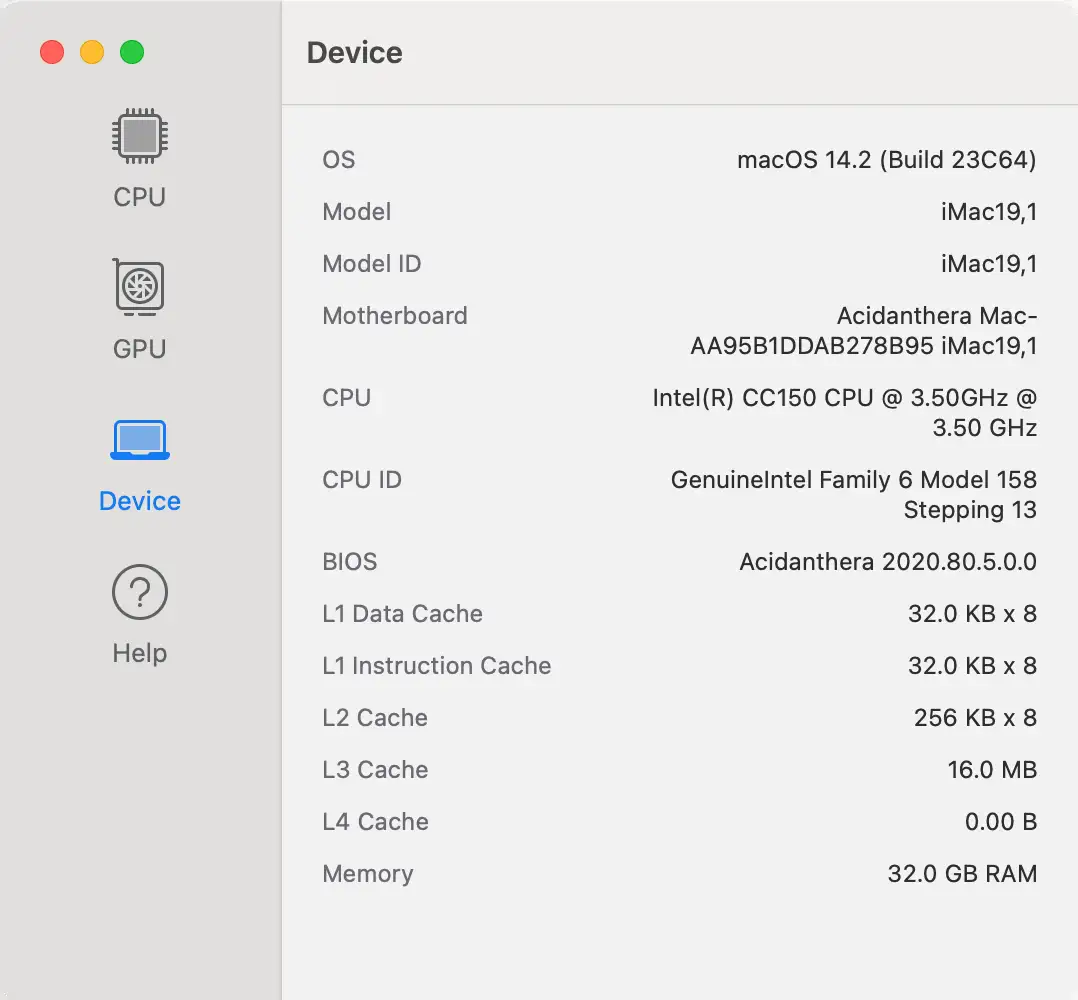 Device
CPU
GPU
Device
Help
OS macOS 14.2 (Build 23C64)
Model iMac19,1
Model ID iMac19,1
Motherboard Acidanthera Mac-
AA95B1DDAB278B95 iMac19,1
CPU Intel(R) CC150 CPU @ 3.50GHz @
3.50 GHz
CPU ID GenuineIntel Family 6 Model 158
Stepping 13
BIOS Acidanthera 2020.80.5.0.0
L1 Data Cache 32.0 KB x 8
L1 Instruction Cache 32.0 KB x 8
L2 Cache 256 KB x 8
L3 Cache 16.0 MB
L4 Cache 0.00 B
Memory 32.0 GB RAM